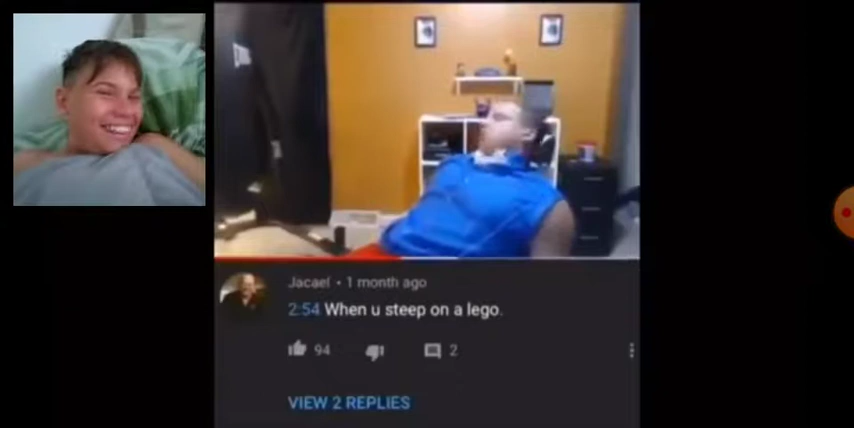 Jacael • 1 month ago
2:54 When u steep on a lego.
94
2
VIEW 2 REPLIES